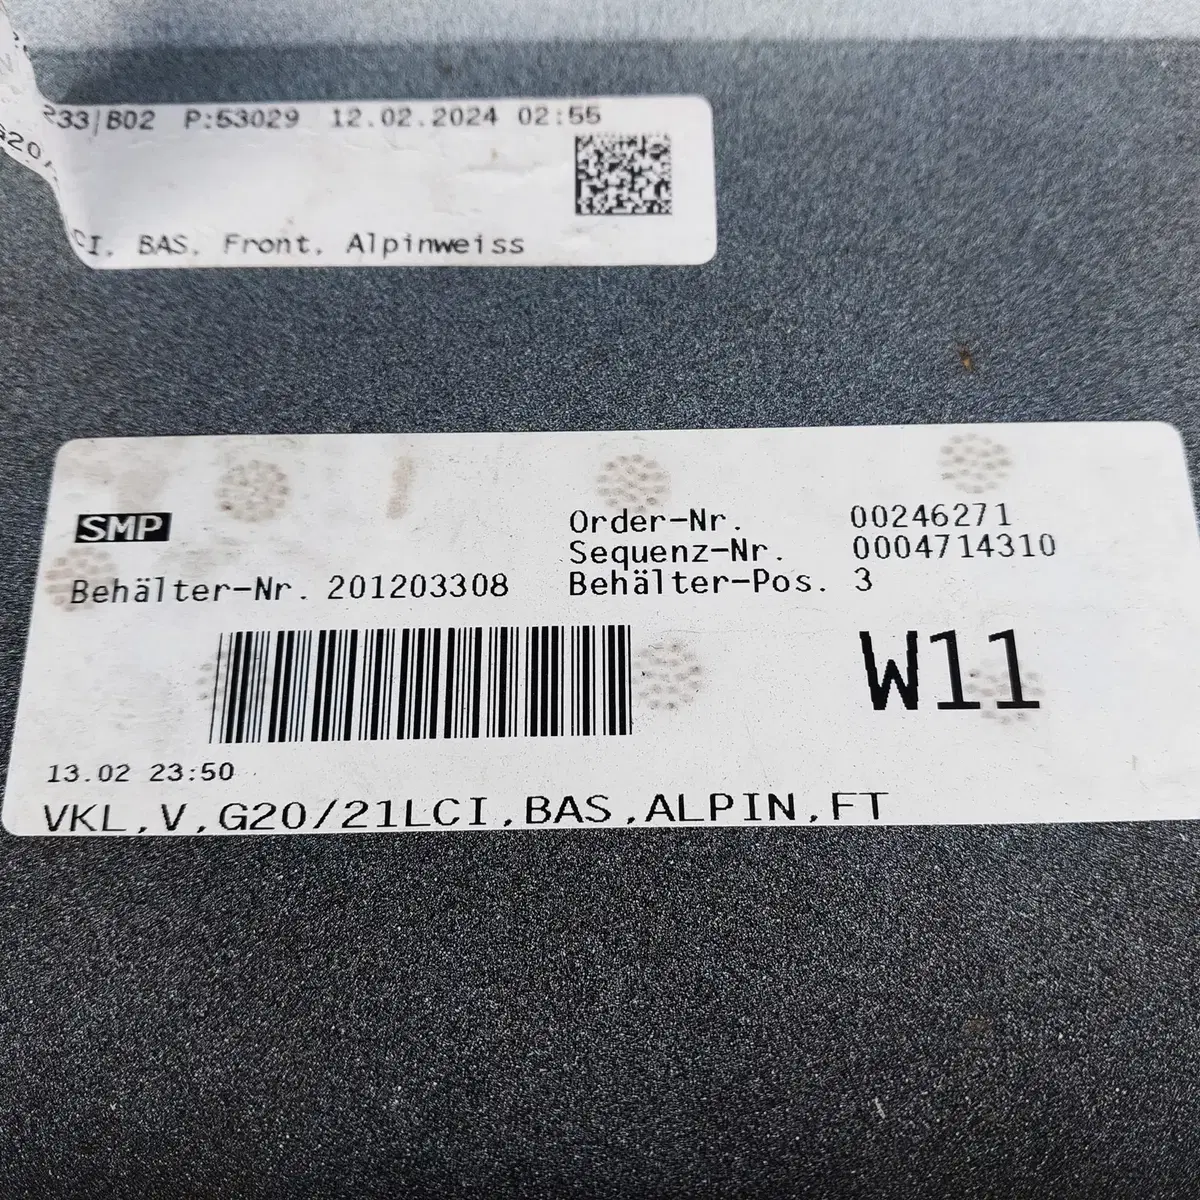 233|B02 P:53029 12.02.2024 02:55
G20/
CI, BAS, Front, Alpinweiss
SMP
Order-Nr. 00246271
Sequenz-Nr. 0004714310
Behälter-Nr. 201203308 Behälter-Pos. 3
W11
13.02 23:50
VKL,V,G20/21LCI,BAS,ALPIN,FT